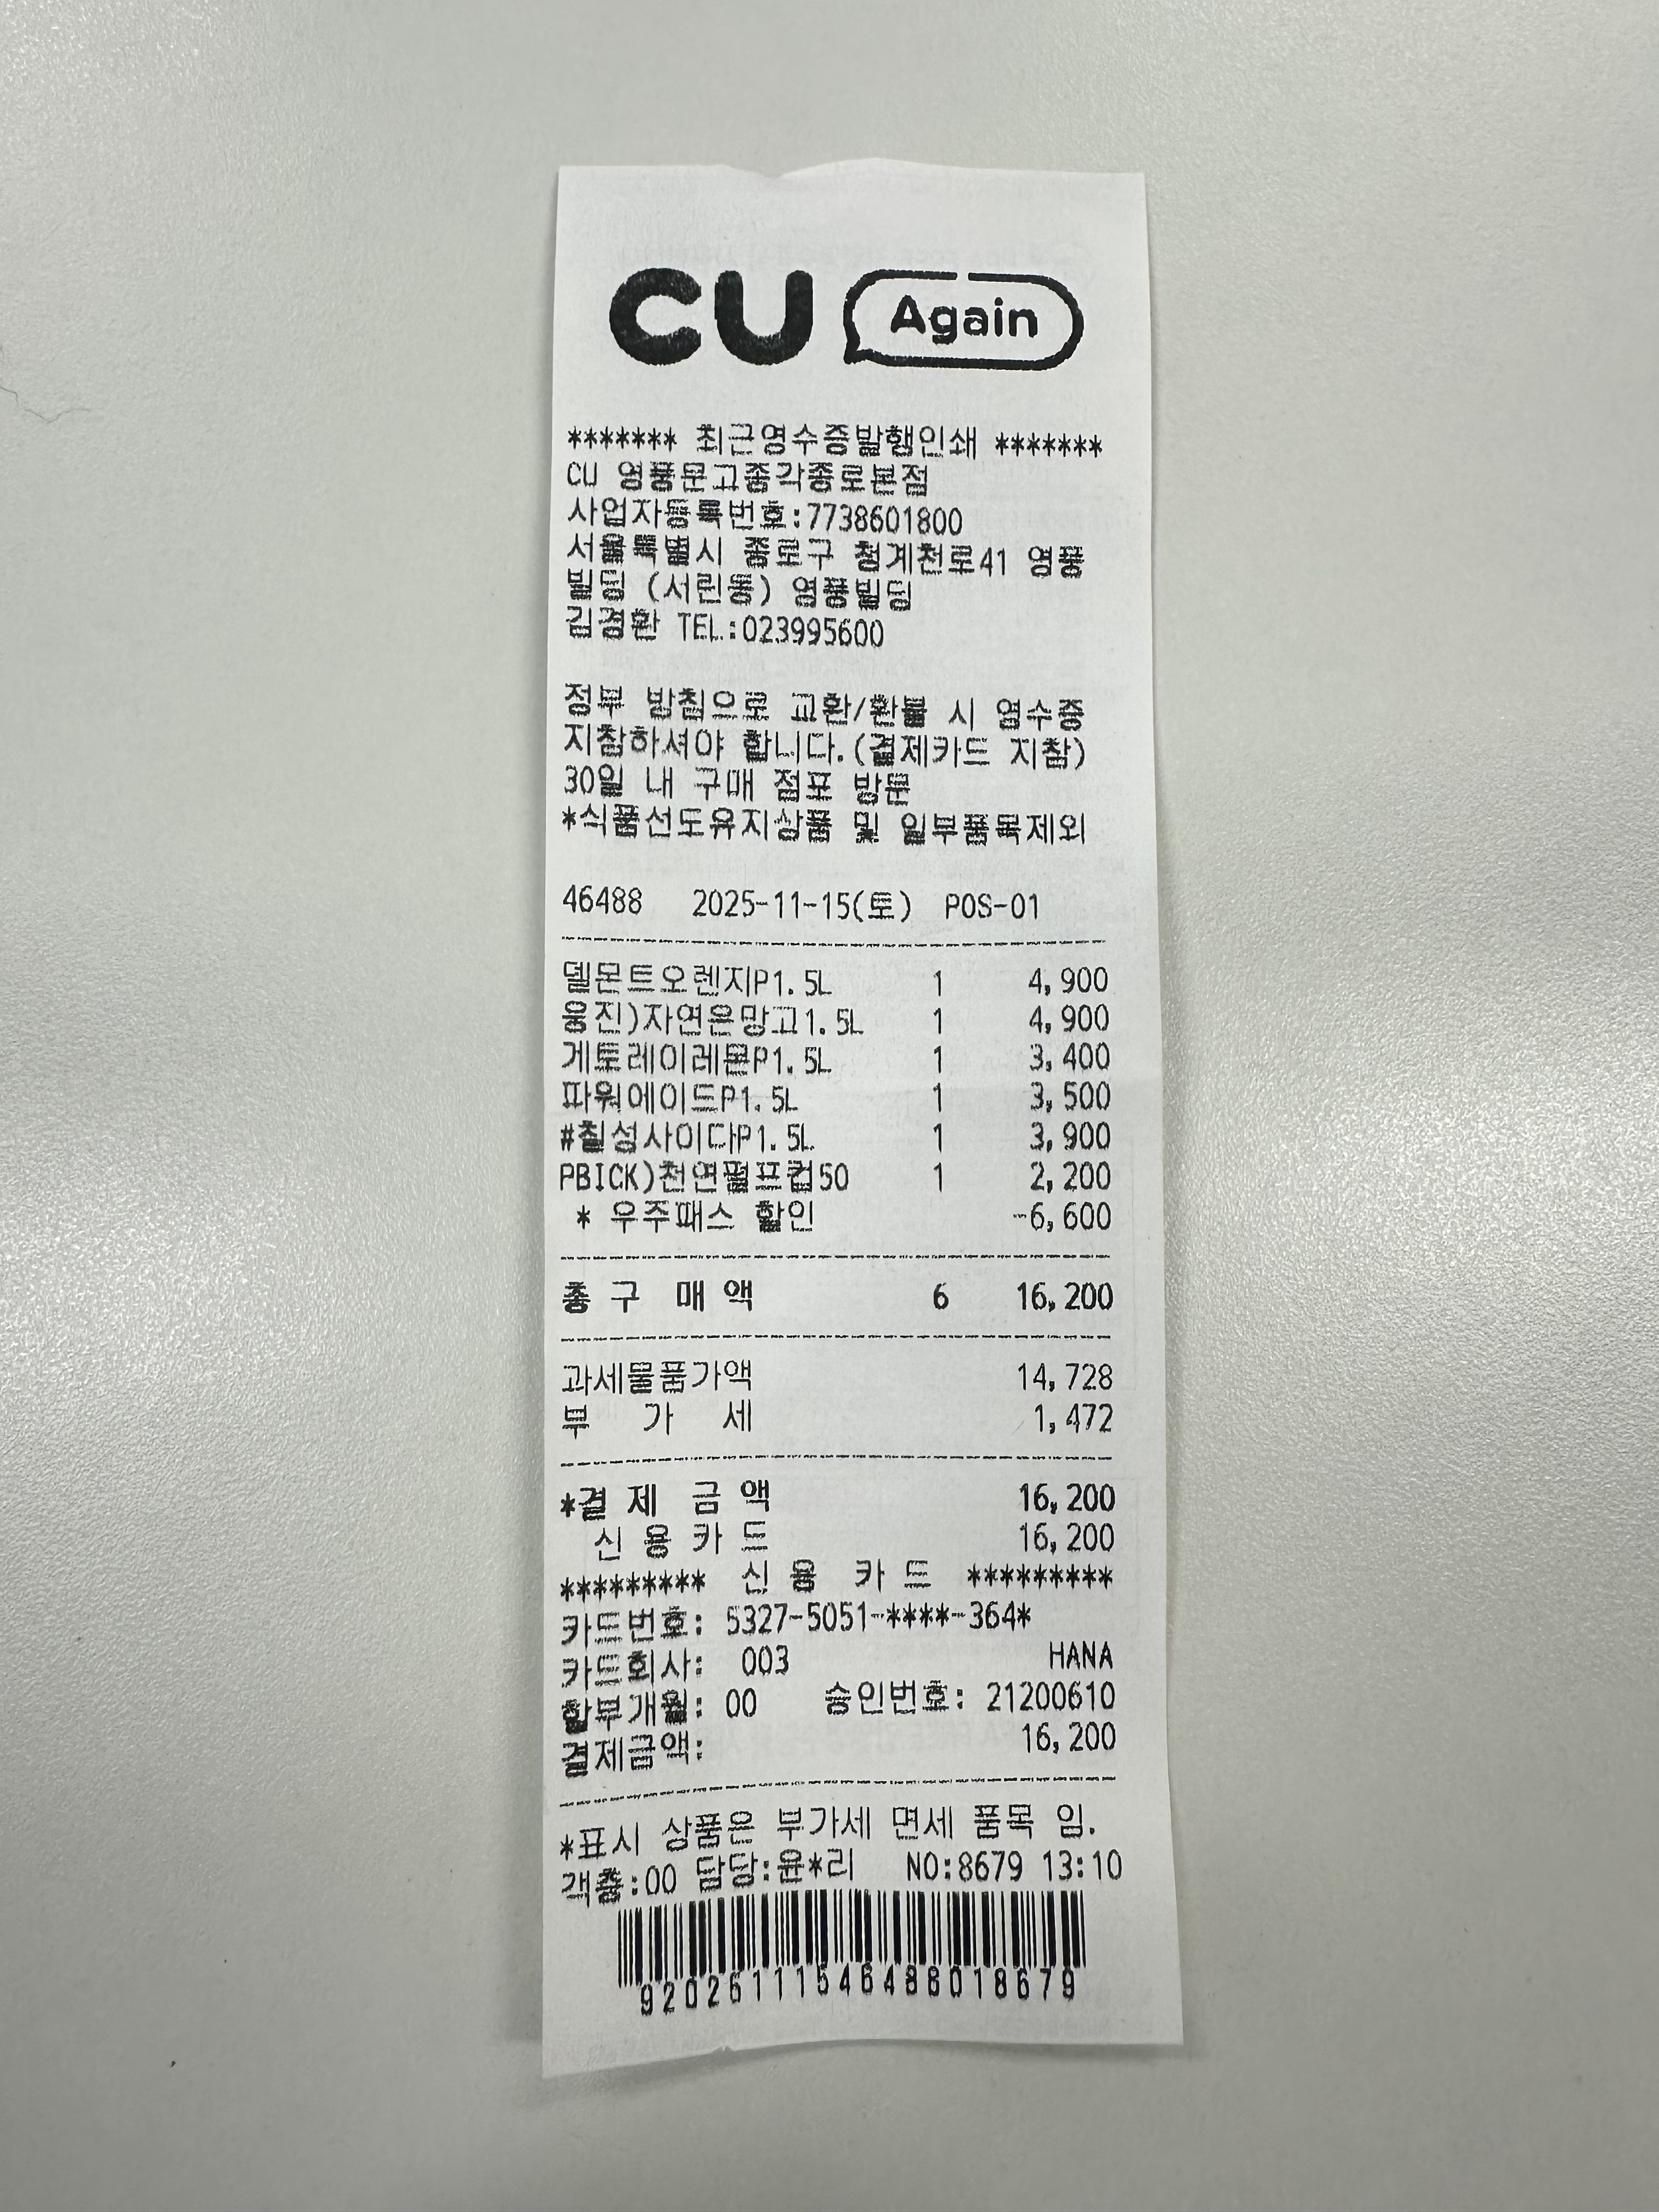 CU Again
******* 최근영수증발행인쇄 *******
CU 영풍문고종각종로본점
사업자등록번호:7738601800
서울특별시 종로구 청계천로41 영풍
빌딩 (서린동) 영풍빌딩
김경환 TEL:023995600
정부 방침으로 교환/환불 시 영수증
지참하셔야 합니다.(결제카드 지참)
30일 내 구매 점포 방문
*식품선도유지상품 및 일부품목제외
46488 2025-11-15(토) POS-01
델몬트오렌지P1.5L 1 4,900
웅진)자연은망고1.5L 1 4,900
게토레이레몬P1.5L 1 3,400
파워에이드P1.5L 1 3,500
#칠성사이다P1.5L 1 3,900
PBICK)천연펄프컵50 1 2,200
* 우주패스 할인 -6,600
총 구 매 액 6 16,200
과세물품가액 14,728
부 가 세 1,472
*결 제 금 액 16,200
신 용 카 드 16,200
********* 신 용 카 드 *********
카드번호: 5327-5051-****-364*
카드회사: 003 HANA
할부개월: 00 승인번호: 21200610
결제금액: 16,200
*표시 상품은 부가세 면세 품목 임.
객층:00 담당:윤*리 NO:8679 13:10
92025111546488018679